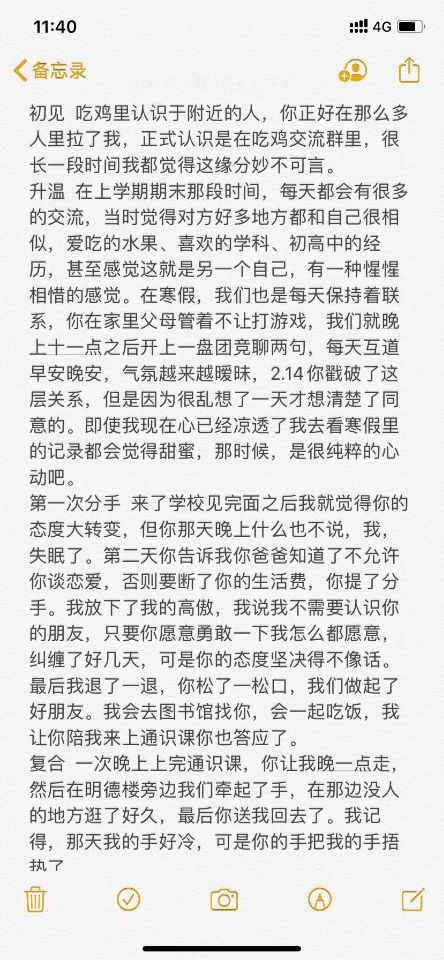 11:40
4G
备忘录
初见 吃鸡里认识于附近的人，你正好在那么多
人里拉了我，正式认识是在吃鸡交流群里，很
长一段时间我都觉得这缘分妙不可言。
升温 在上学期期末那段时间，每天都会有很多
的交流，当时觉得对方好多地方都和自己很相
似，爱吃的水果、喜欢的学科、初高中的经
历，甚至感觉这就是另一个自己，有一种惺惺
相惜的感觉。在寒假，我们也是每天保持着联
系，你在家里父母管着不让打游戏，我们就晚
上十一点之后开上一盘团竞聊两句，每天互道
早安晚安，气氛越来越暧昧，2.14你戳破了这
层关系，但是因为很乱想了一天才想清楚了同
意的。即使我现在心已经凉透了我去看寒假里
的记录都会觉得甜蜜，那时候，是很纯粹的心
动吧。
第一次分手 来了学校见完面之后我就觉得你的
态度大转变，但你那天晚上什么也不说，我，
失眠了。第二天你告诉我你爸爸知道了不允许
你谈恋爱，否则要断了你的生活费，你提了分
手。我放下了我的高傲，我说我不需要认识你
的朋友，只要你愿意勇敢一下我怎么都愿意，
纠缠了好几天，可是你的态度坚决得不像话。
最后我退了一退，你松了一松口，我们做起了
好朋友。我会去图书馆找你，会一起吃饭，我
让你陪我来上通识课你也答应了。
复合 一次晚上上完通识课，你让我晚一点走，
然后在明德楼旁边我们牵起了手，在那边没人
的地方逛了好久，最后你送我回去了。我记
得，那天我的手好冷，可是你的手把我的手捂
热了